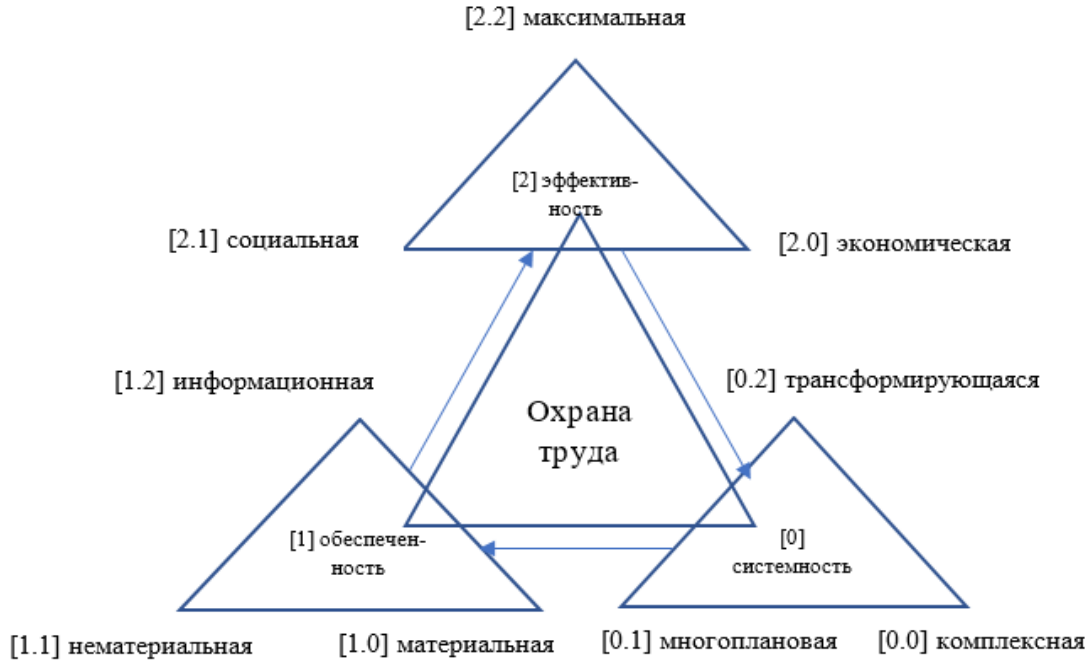 [2.2] максимальная
[2] эффектив-
ность
[2.1] социальная
[2.0] экономическая
[1.2] информационная
[0.2] трансформирующаяся
Охрана
труда
[1] обеспечен-
ность
[0]
системность
[1.1] нематериальная
[1.0] материальная
[0.1] многоплановая
[0.0] комплексная